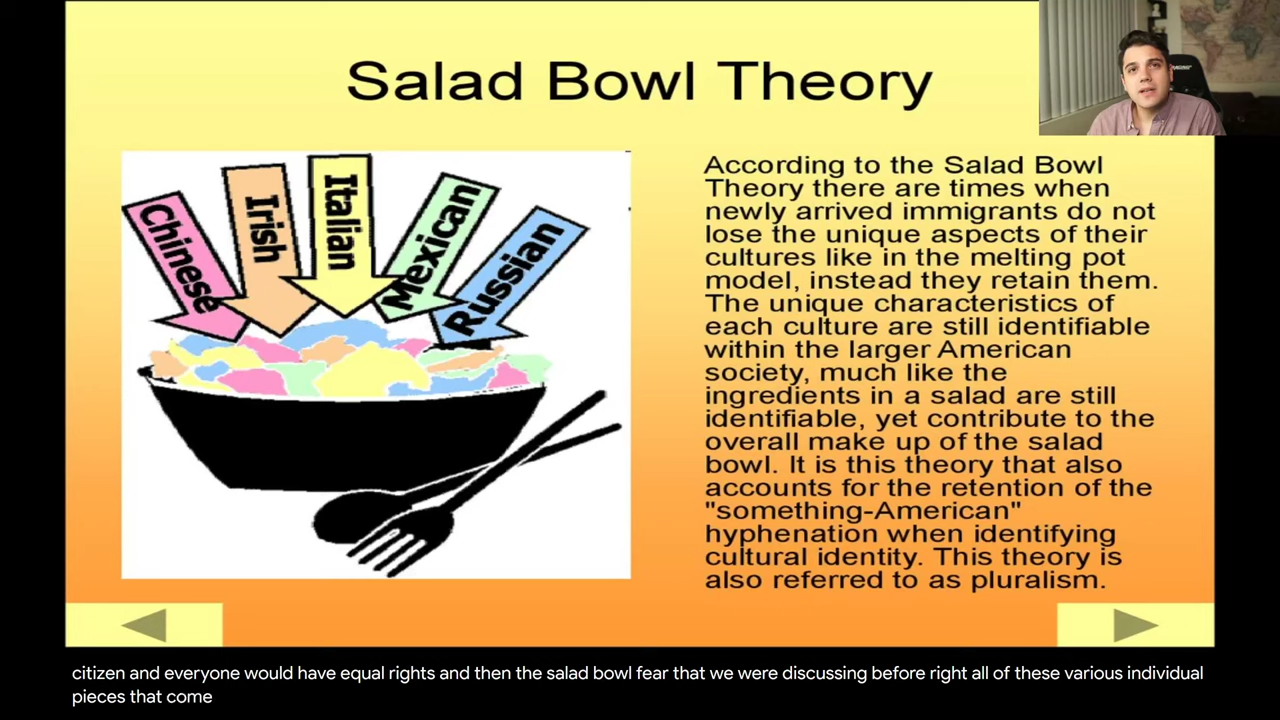 Salad Bowl Theory
Chinese
Irish
Italian
Mexican
Russian
According to the Salad Bowl
Theory there are times when
newly arrived immigrants do not
lose the unique aspects of their
cultures like in the melting pot
model, instead they retain them.
The unique characteristics of
each culture are still identifiable
within the larger American
society, much like the
ingredients in a salad are still
identifiable, yet contribute to the
overall make up of the salad
bowl. It is this theory that also
accounts for the retention of the
"something-American"
hyphenation when identifying
cultural identity. This theory is
also referred to as pluralism.
citizen and everyone would have equal rights and then the salad bowl fear that we were discussing before right all of these various individual
pieces that come